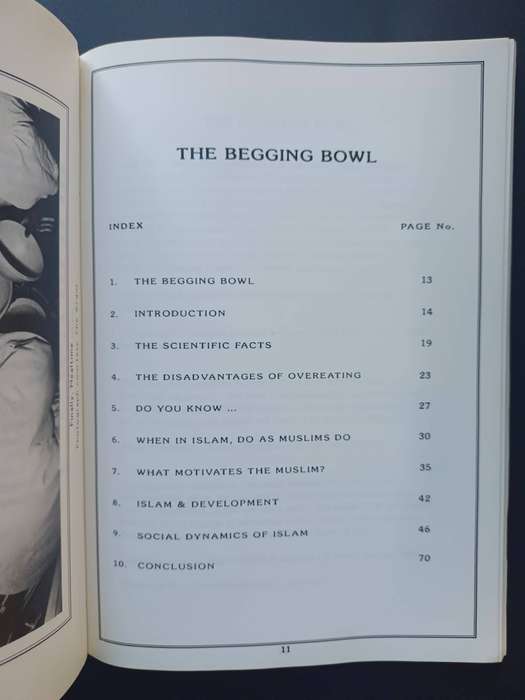 Finally, Mealtime
THE BEGGING BOWL
INDEX PAGE No.
1. THE BEGGING BOWL 13
2. INTRODUCTION 14
3. THE SCIENTIFIC FACTS 19
4. THE DISADVANTAGES OF OVEREATING 23
5. DO YOU KNOW ... 27
6. WHEN IN ISLAM, DO AS MUSLIMS DO 30
7. WHAT MOTIVATES THE MUSLIM? 35
8. ISLAM & DEVELOPMENT 42
9. SOCIAL DYNAMICS OF ISLAM 46
10. CONCLUSION 70
11